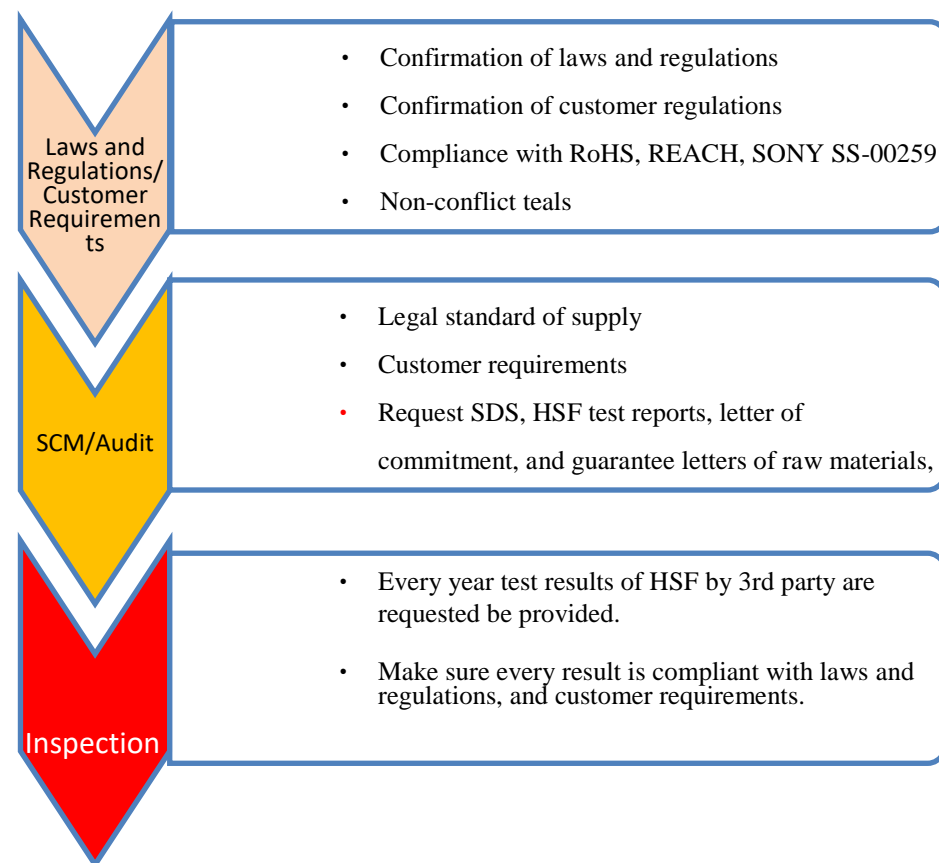 Laws and
Regulations/
Customer
Requiremen
ts
• Confirmation of laws and regulations
• Confirmation of customer regulations
• Compliance with RoHS, REACH, SONY SS-00259
• Non-conflict teals
SCM/Audit
• Legal standard of supply
• Customer requirements
• Request SDS, HSF test reports, letter of
commitment, and guarantee letters of raw materials,
Inspection
• Every year test results of HSF by 3rd party are
requested be provided.
• Make sure every result is compliant with laws and
regulations, and customer requirements.